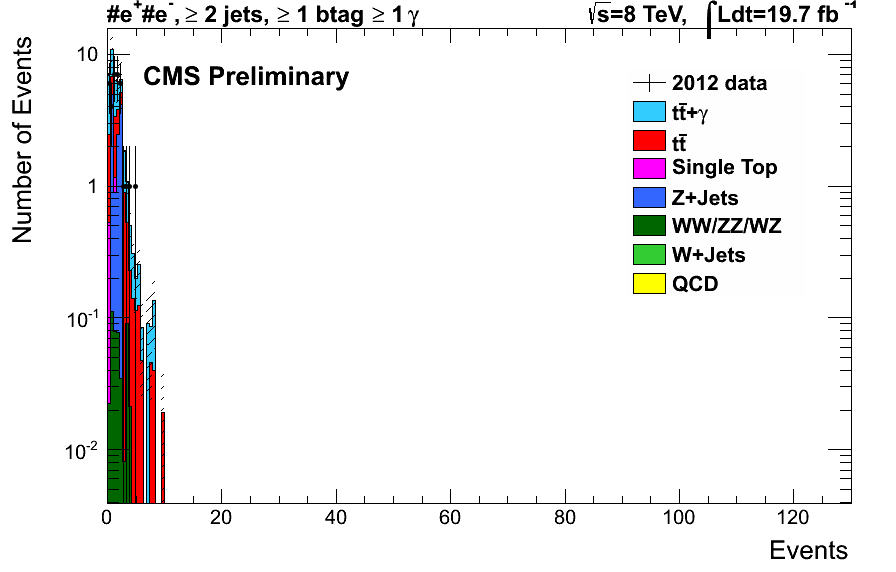 #e⁺#e⁻, ≥ 2 jets, ≥ 1 btag ≥ 1 γ √s=8 TeV, ∫Ldt=19.7 fb⁻¹
CMS Preliminary
2012 data
tt̄+γ
tt̄
Single Top
Z+Jets
WW/ZZ/WZ
W+Jets
QCD
Number of Events
10
1
10⁻¹
10⁻²
0 20 40 60 80 100 120
Events